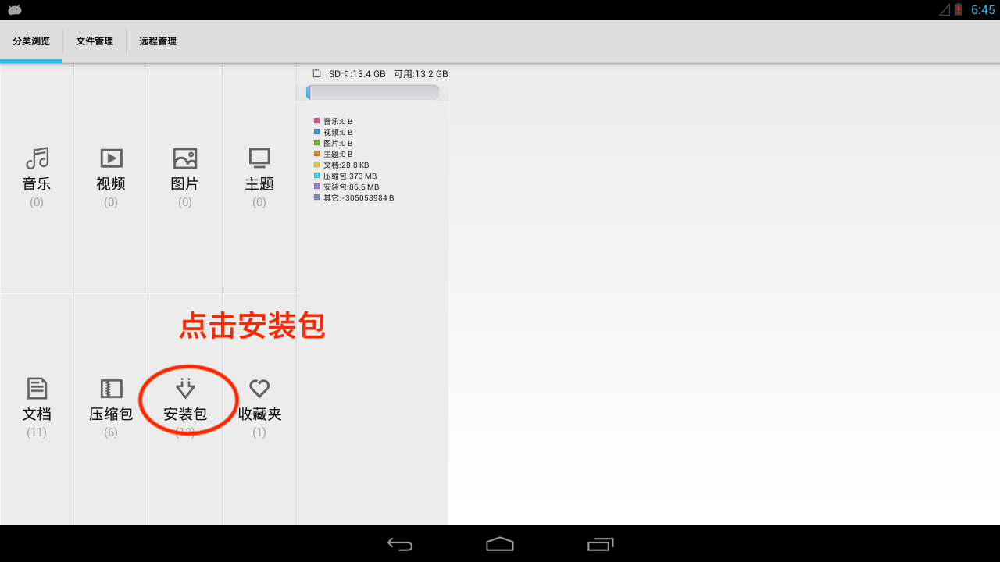 6:45
分类浏览 文件管理 远程管理
SD卡:13.4 GB 可用:13.2 GB
音乐:0 B
视频:0 B
图片:0 B
主题:0 B
文档:28.8 KB
压缩包:373 MB
安装包:86.6 MB
其它:-305058984 B
音乐 视频 图片 主题
(0) (0) (0) (0)
点击安装包
文档 压缩包 安装包 收藏夹
(11) (6) (13) (1)